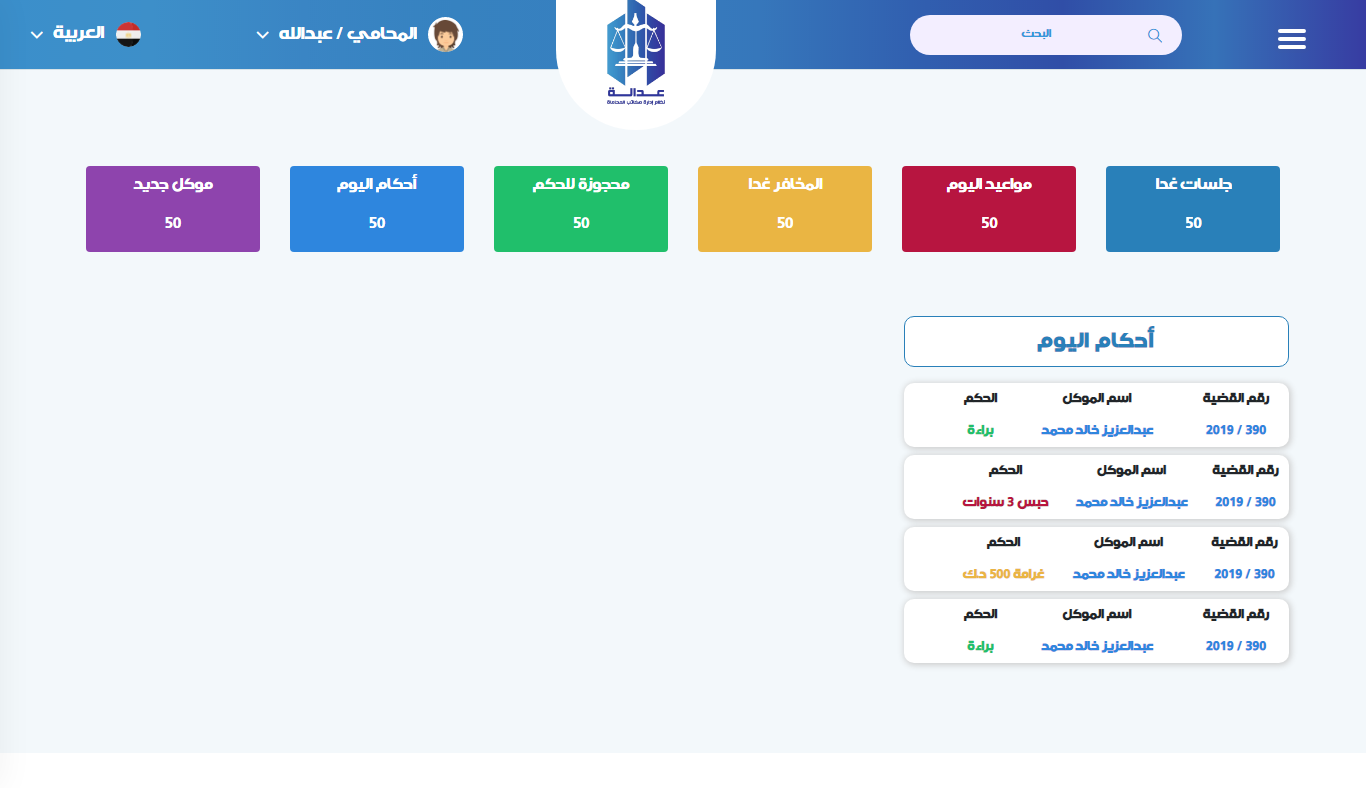 البحث
عدالة
نظام إدارة مكاتب المحاماة
المحامي / عبدالله
العربية
جلسات غدا
50
مواعيد اليوم
50
المخافر غدا
50
محجوزة للحكم
50
أحكام اليوم
50
موكل جديد
50
أحكام اليوم
رقم القضية اسم الموكل الحكم
390 / 2019 عبدالعزيز خالد محمد براءة
رقم القضية اسم الموكل الحكم
390 / 2019 عبدالعزيز خالد محمد حبس 3 سنوات
رقم القضية اسم الموكل الحكم
390 / 2019 عبدالعزيز خالد محمد غرامة 500 د.ك
رقم القضية اسم الموكل الحكم
390 / 2019 عبدالعزيز خالد محمد براءة